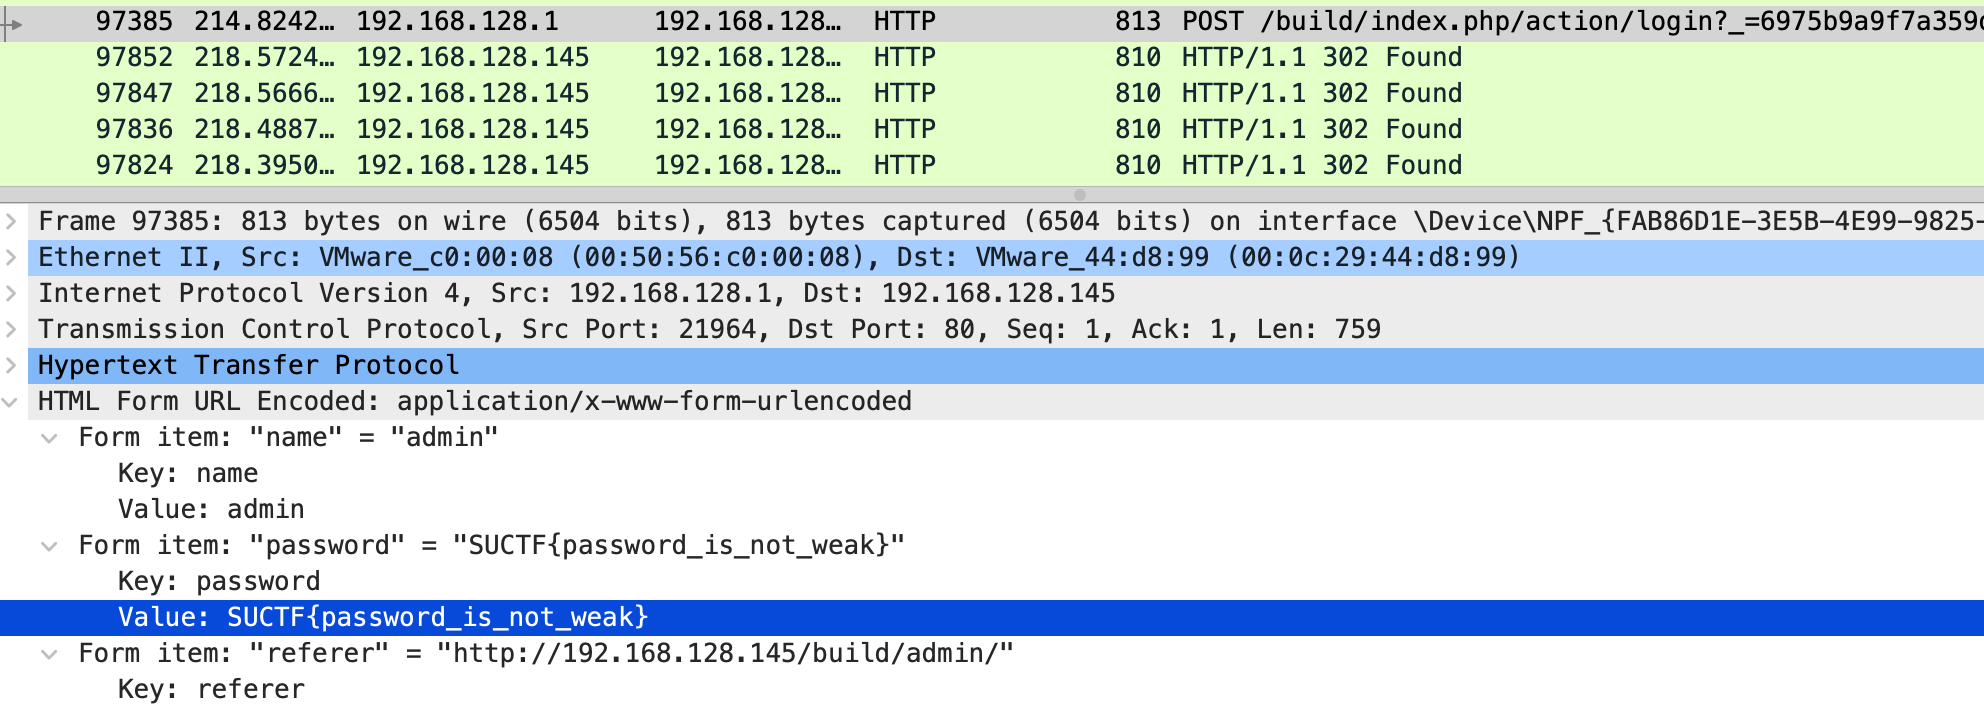 97385 214.8242… 192.168.128.1 192.168.128… HTTP 813 POST /build/index.php/action/login?_=6975b9a9f7a359
97852 218.5724… 192.168.128.145 192.168.128… HTTP 810 HTTP/1.1 302 Found
97847 218.5666… 192.168.128.145 192.168.128… HTTP 810 HTTP/1.1 302 Found
97836 218.4887… 192.168.128.145 192.168.128… HTTP 810 HTTP/1.1 302 Found
97824 218.3950… 192.168.128.145 192.168.128… HTTP 810 HTTP/1.1 302 Found
Frame 97385: 813 bytes on wire (6504 bits), 813 bytes captured (6504 bits) on interface \Device\NPF_{FAB86D1E-3E5B-4E99-9825-
Ethernet II, Src: VMware_c0:00:08 (00:50:56:c0:00:08), Dst: VMware_44:d8:99 (00:0c:29:44:d8:99)
Internet Protocol Version 4, Src: 192.168.128.1, Dst: 192.168.128.145
Transmission Control Protocol, Src Port: 21964, Dst Port: 80, Seq: 1, Ack: 1, Len: 759
Hypertext Transfer Protocol
HTML Form URL Encoded: application/x-www-form-urlencoded
Form item: "name" = "admin"
Key: name
Value: admin
Form item: "password" = "SUCTF{password_is_not_weak}"
Key: password
Value: SUCTF{password_is_not_weak}
Form item: "referer" = "http://192.168.128.145/build/admin/"
Key: referer